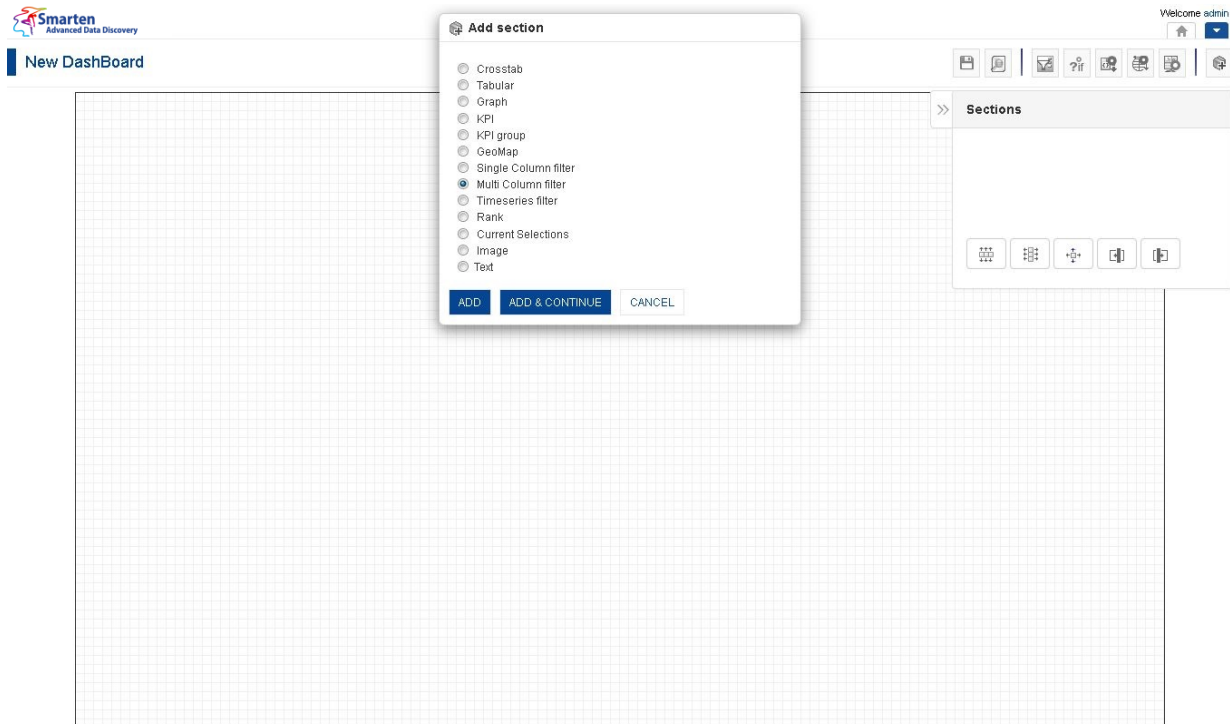 Smarten
Advanced Data Discovery
Welcome admin
New DashBoard
?if
Add section
Crosstab
Tabular
Graph
KPI
KPI group
GeoMap
Single Column filter
Multi Column filter
Timeseries filter
Rank
Current Selections
Image
Text
ADD
ADD & CONTINUE
CANCEL
Sections